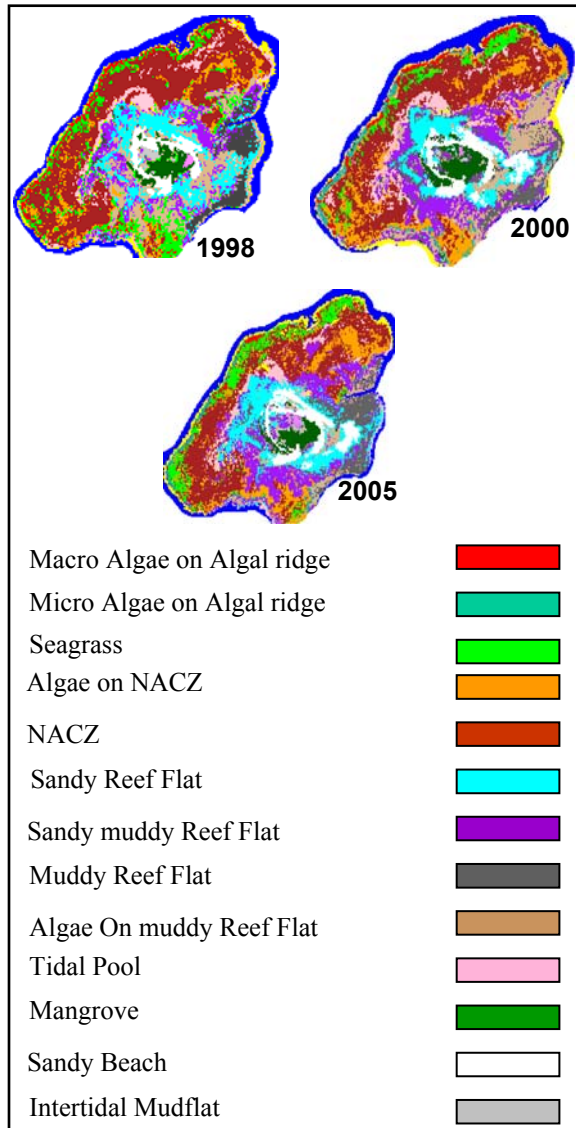 1998
2000
2005
Macro Algae on Algal ridge
Micro Algae on Algal ridge
Seagrass
Algae on NACZ
NACZ
Sandy Reef Flat
Sandy muddy Reef Flat
Muddy Reef Flat
Algae On muddy Reef Flat
Tidal Pool
Mangrove
Sandy Beach
Intertidal Mudflat